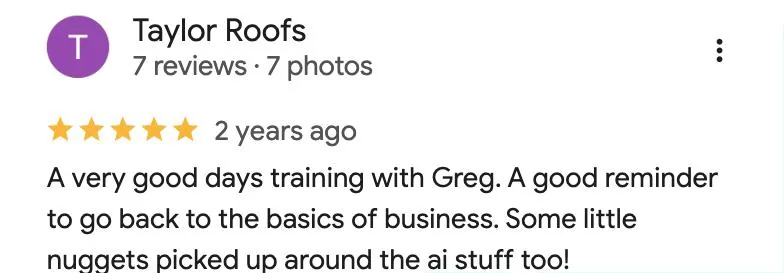 T
Taylor Roofs
7 reviews · 7 photos
2 years ago
A very good days training with Greg. A good reminder
to go back to the basics of business. Some little
nuggets picked up around the ai stuff too!